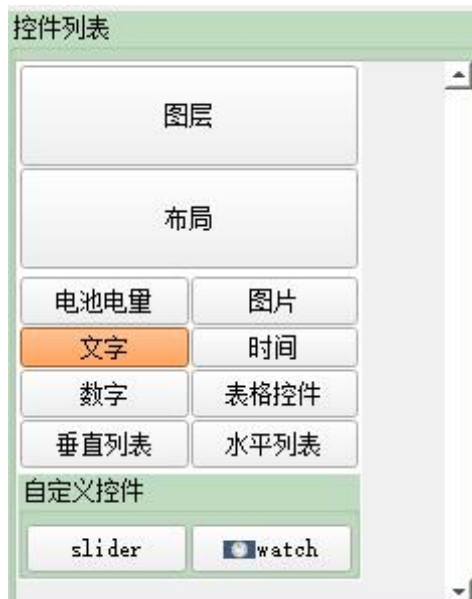 控件列表
图层
布局
电池电量 图片
文字 时间
数字 表格控件
垂直列表 水平列表
自定义控件
slider watch